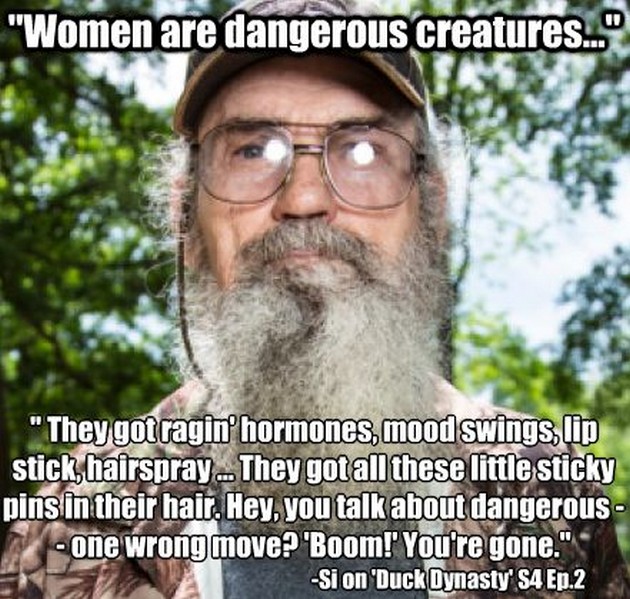 "Women are dangerous creatures..."
" They got ragin' hormones, mood swings, lip
stick, hairspray ... They got all these little sticky
pins in their hair. Hey, you talk about dangerous -
- one wrong move? 'Boom!' You're gone."
-Si on 'Duck Dynasty' S4 Ep.2